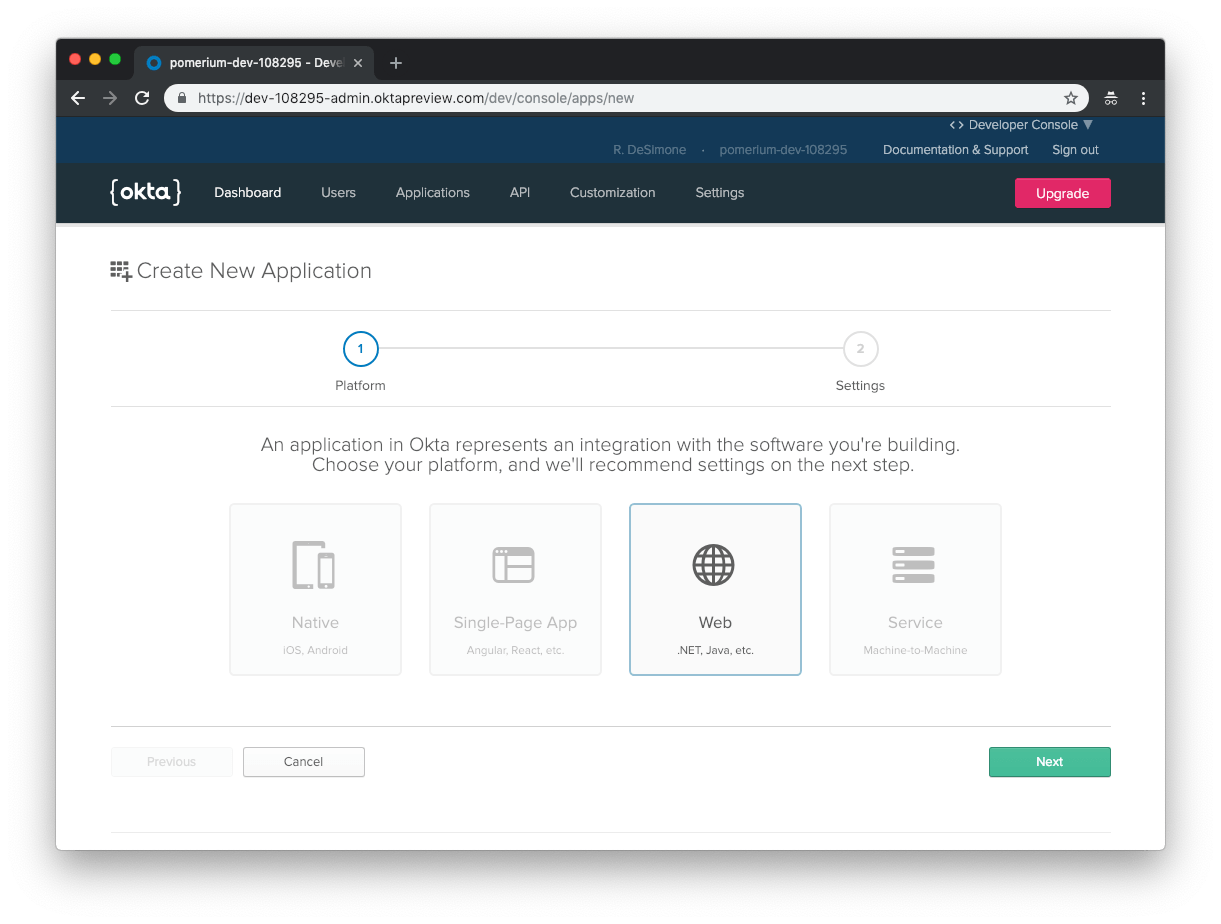 pomerium-dev-108295 - Deve
https://dev-108295-admin.oktapreview.com/dev/console/apps/new
<> Developer Console ▼
R. DeSimone · pomerium-dev-108295 Documentation & Support Sign out
{okta} Dashboard Users Applications API Customization Settings Upgrade
Create New Application
1 2
Platform Settings
An application in Okta represents an integration with the software you're building.
Choose your platform, and we'll recommend settings on the next step.
Native Single-Page App Web Service
iOS, Android Angular, React, etc. .NET, Java, etc. Machine-to-Machine
Previous Cancel Next